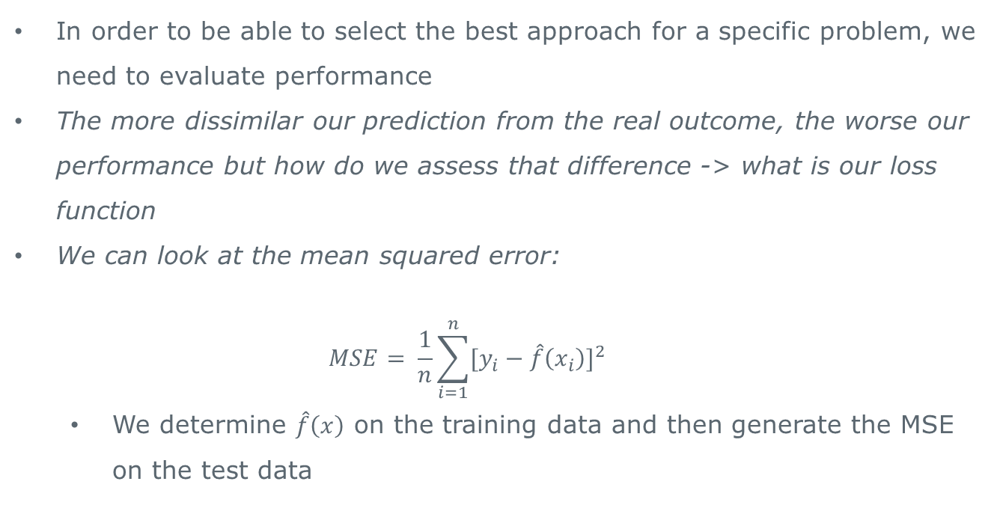 • In order to be able to select the best approach for a specific problem, we
need to evaluate performance
• The more dissimilar our prediction from the real outcome, the worse our
performance but how do we assess that difference -> what is our loss
function
• We can look at the mean squared error:
$MSE = \frac{1}{n} \sum_{i=1}^{n} [y_i - \hat{f}(x_i)]^2$
• We determine $\hat{f}(x)$ on the training data and then generate the MSE
on the test data